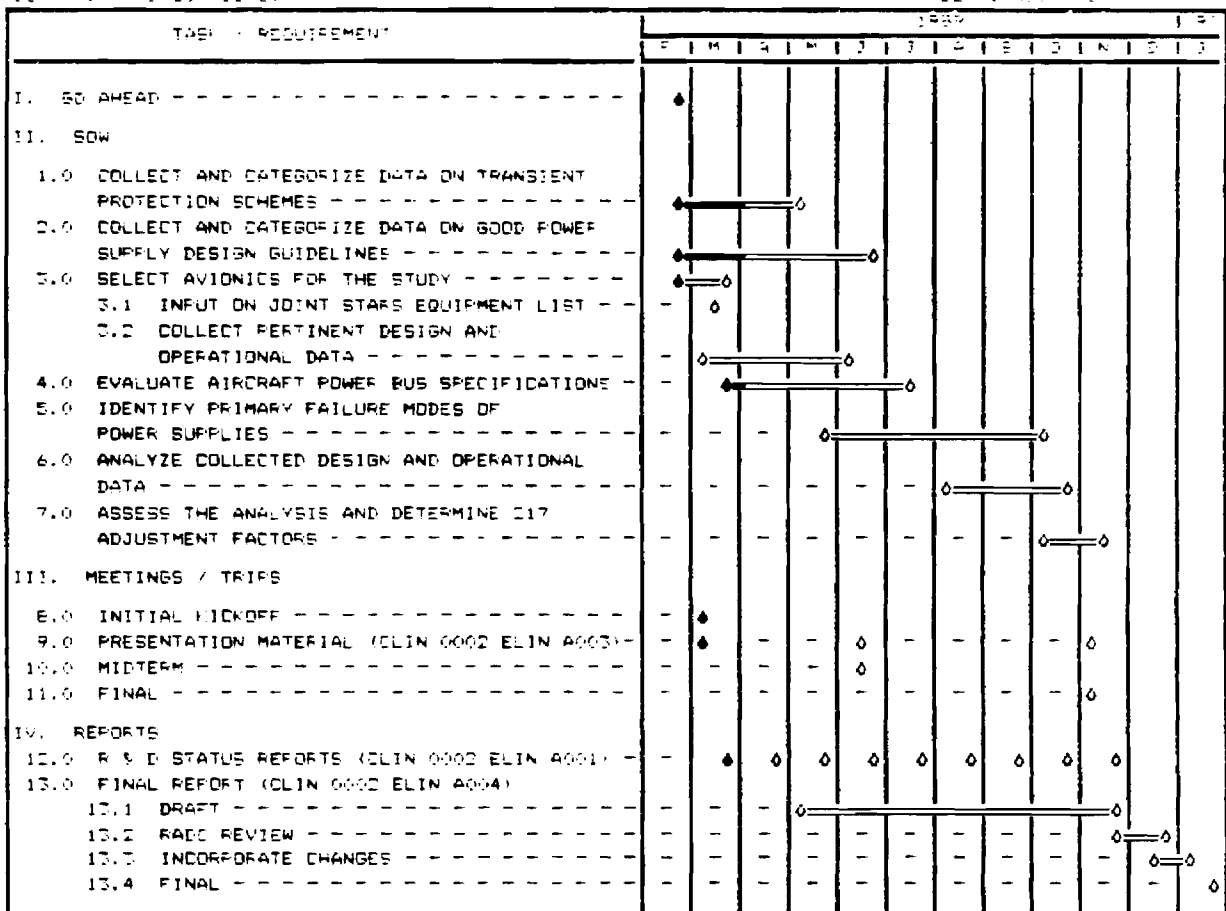 TASK / REQUIREMENT
1989
F M A M J J A S O N D J
I. GO AHEAD
II. SOW
1.0 COLLECT AND CATEGORIZE DATA ON TRANSIENT
PROTECTION SCHEMES
2.0 COLLECT AND CATEGORIZE DATA ON GOOD POWER
SUPPLY DESIGN GUIDELINES
3.0 SELECT AVIONICS FOR THE STUDY
3.1 INPUT ON JOINT STARS EQUIPMENT LIST
3.2 COLLECT PERTINENT DESIGN AND
OPERATIONAL DATA
4.0 EVALUATE AIRCRAFT POWER BUS SPECIFICATIONS
5.0 IDENTIFY PRIMARY FAILURE MODES OF
POWER SUPPLIES
6.0 ANALYZE COLLECTED DESIGN AND OPERATIONAL
DATA
7.0 ASSESS THE ANALYSIS AND DETERMINE 217
ADJUSTMENT FACTORS
III. MEETINGS / TRIPS
8.0 INITIAL KICKOFF
9.0 PRESENTATION MATERIAL (CLIN 0002 ELIN A003)
10.0 MIDTERM
11.0 FINAL
IV. REPORTS
12.0 R & D STATUS REPORTS (CLIN 0002 ELIN A001)
13.0 FINAL REPORT (CLIN 0002 ELIN A004)
13.1 DRAFT
13.2 RADC REVIEW
13.3 INCORPORATE CHANGES
13.4 FINAL